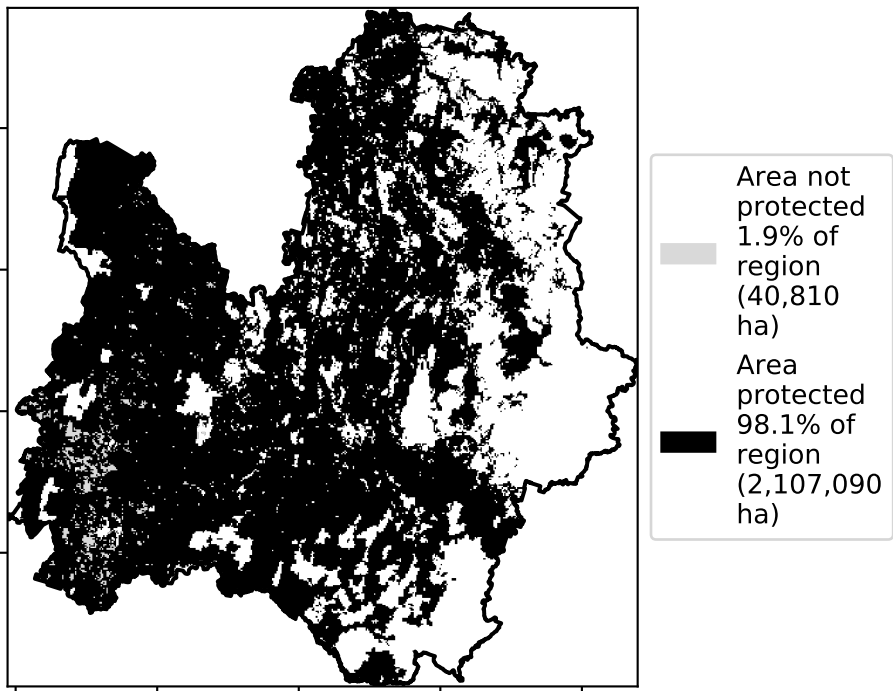 Area not
protected
1.9% of
region
(40,810
ha)
Area
protected
98.1% of
region
(2,107,090
ha)